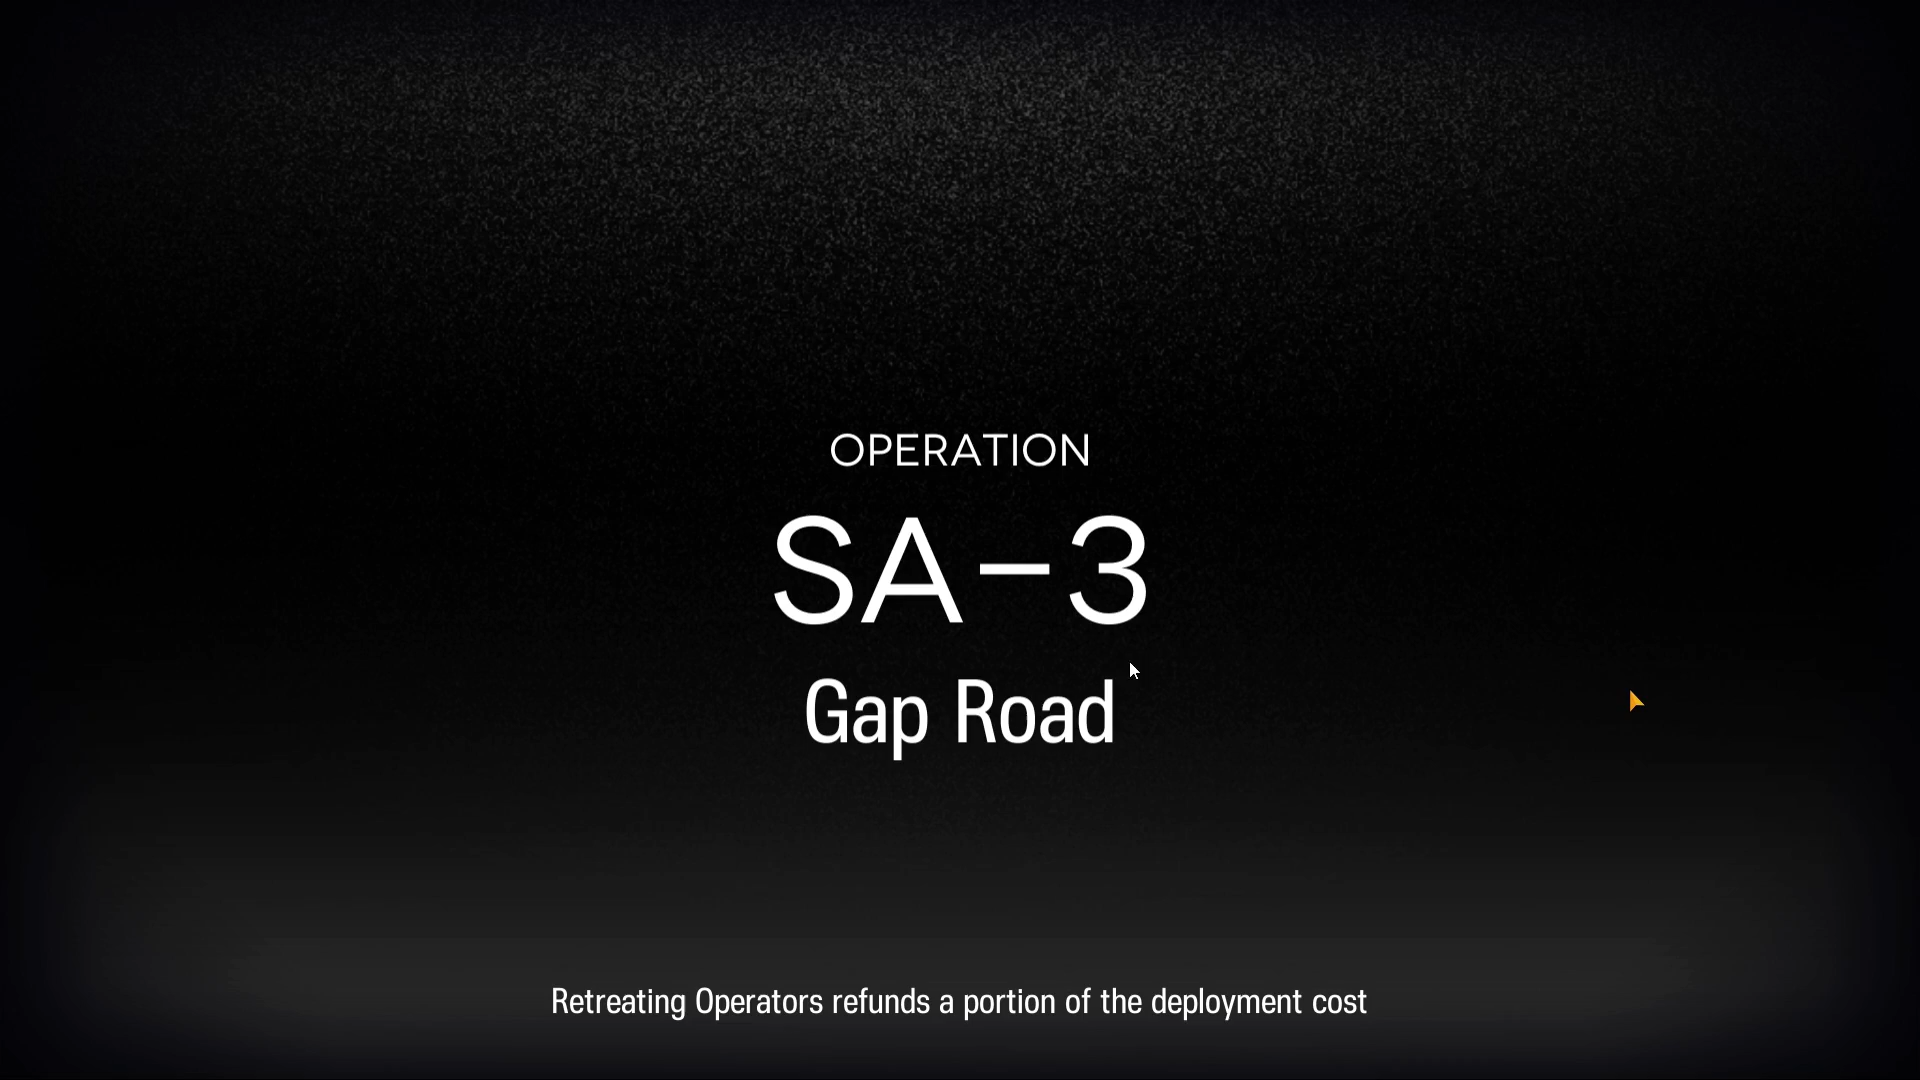 OPERATION
SA-3
Gap Road
Retreating Operators refunds a portion of the deployment cost